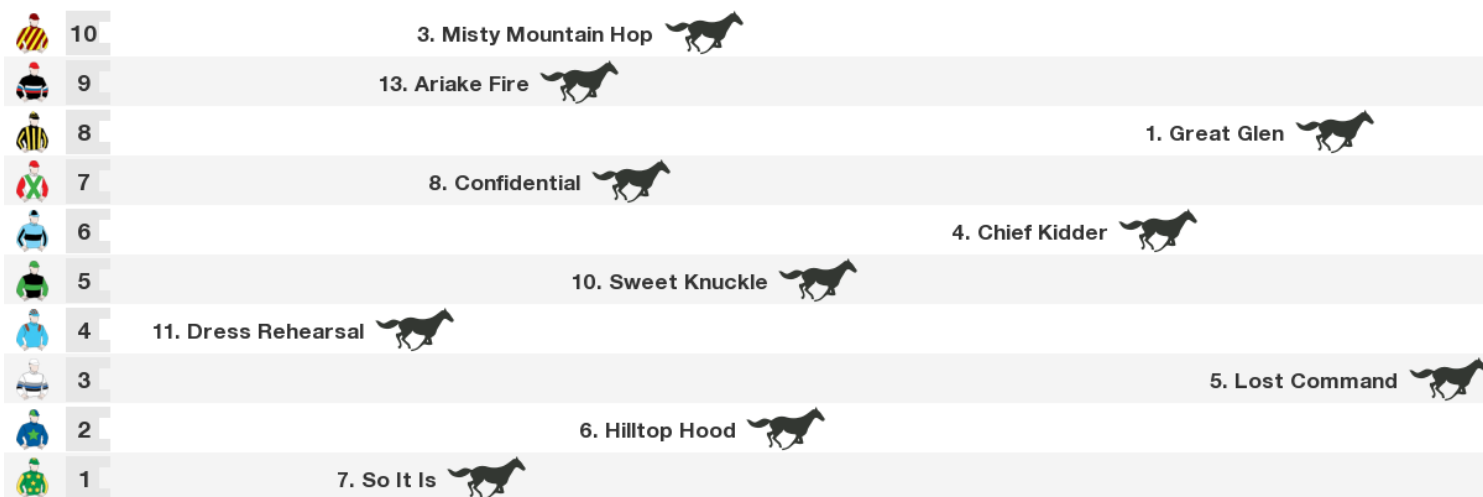 10 3. Misty Mountain Hop
9 13. Ariake Fire
8 1. Great Glen
7 8. Confidential
6 4. Chief Kidder
5 10. Sweet Knuckle
4 11. Dress Rehearsal
3 5. Lost Command
2 6. Hilltop Hood
1 7. So It Is